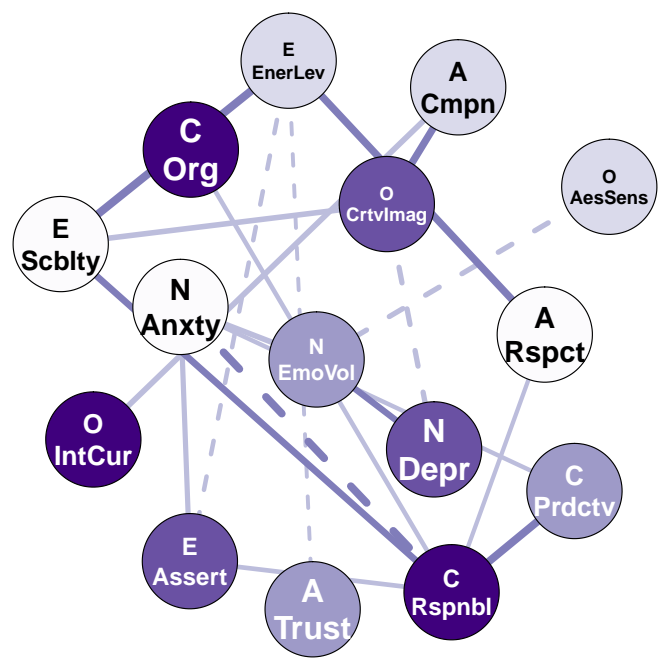 E
EnerLev
A
Cmpn
C
Org
O
AesSens
O
CrtvImag
E
Scblty
N
Anxty
A
Rspct
N
EmoVol
O
IntCur
N
Depr
C
Prdctv
E
Assert
C
Rspnbl
A
Trust